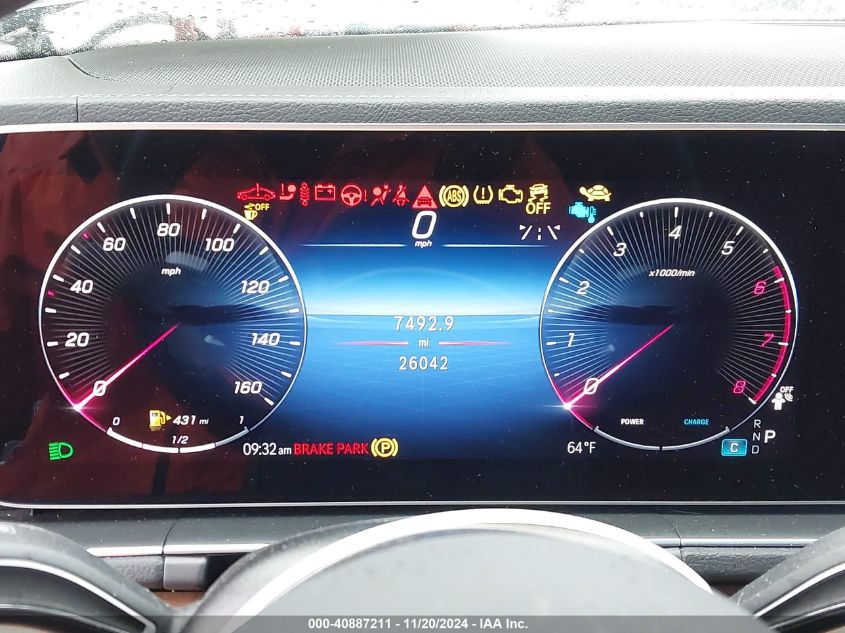 OFF ABS OFF
0
mph
0 20 40 60 80 100 120 140 160
mph
7492.9
mi
26042
0 1 2 3 4 5 6 7 8
x1000/min
0 431 mi 1
1/2
POWER CHARGE
OFF
R
N P
D
C
09:32 am BRAKE PARK P 64°F
000-40887211 - 11/20/2024 - IAA Inc.